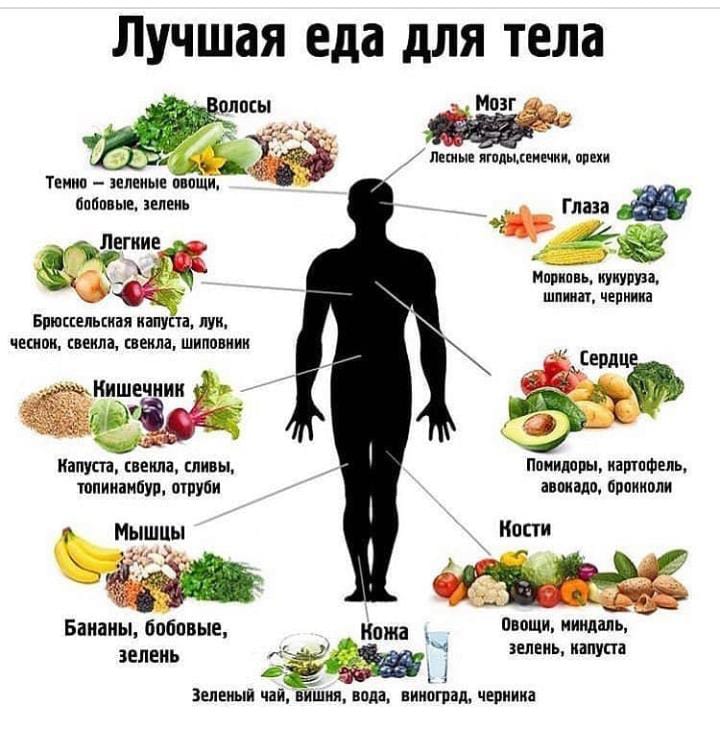 Лучшая еда для тела
Волосы
Темно – зеленые овощи,
бобовые, зелень
Мозг
Лесные ягоды,семечки, орехи
Глаза
Морковь, кукуруза,
шпинат, черника
Легкие
Брюссельская капуста, лук,
чеснок, свекла, свекла, шиповник
Сердце
Помидоры, картофель,
авокадо, брокколи
Кишечник
Капуста, свекла, сливы,
топинамбур, отруби
Мышцы
Бананы, бобовые,
зелень
Кости
Овощи, миндаль,
зелень, капуста
Кожа
Зеленый чай, вишня, вода, виноград, черника